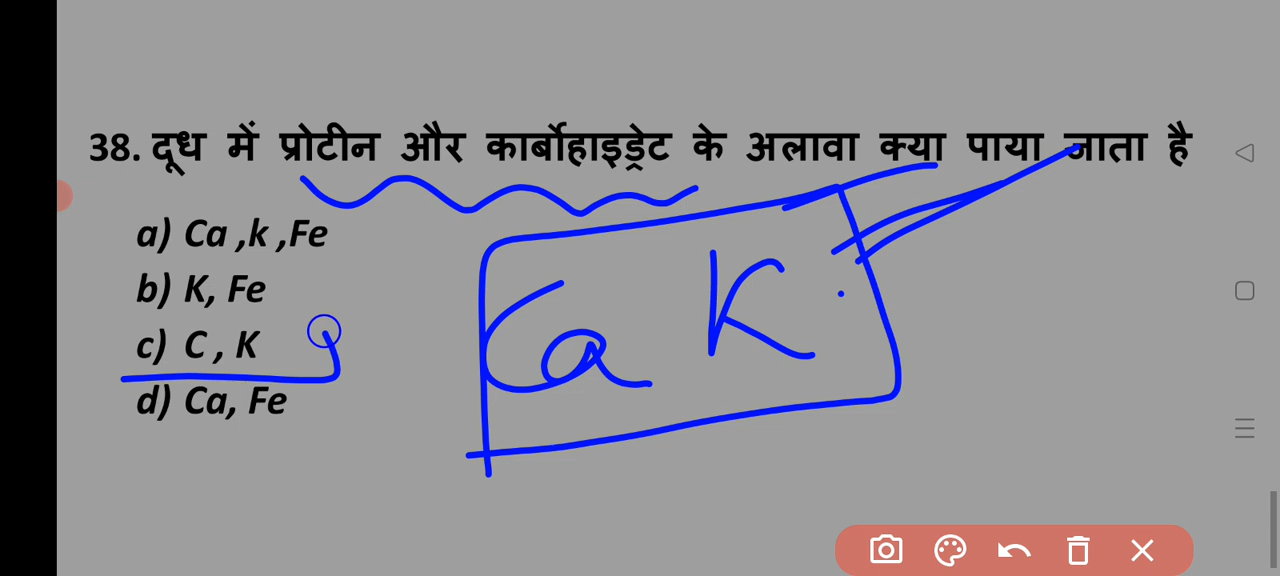 38. दूध में प्रोटीन और कार्बोहाइड्रेट के अलावा क्या पाया जाता है
a) Ca ,k ,Fe
b) K, Fe
c) C , K
d) Ca, Fe
Ca K